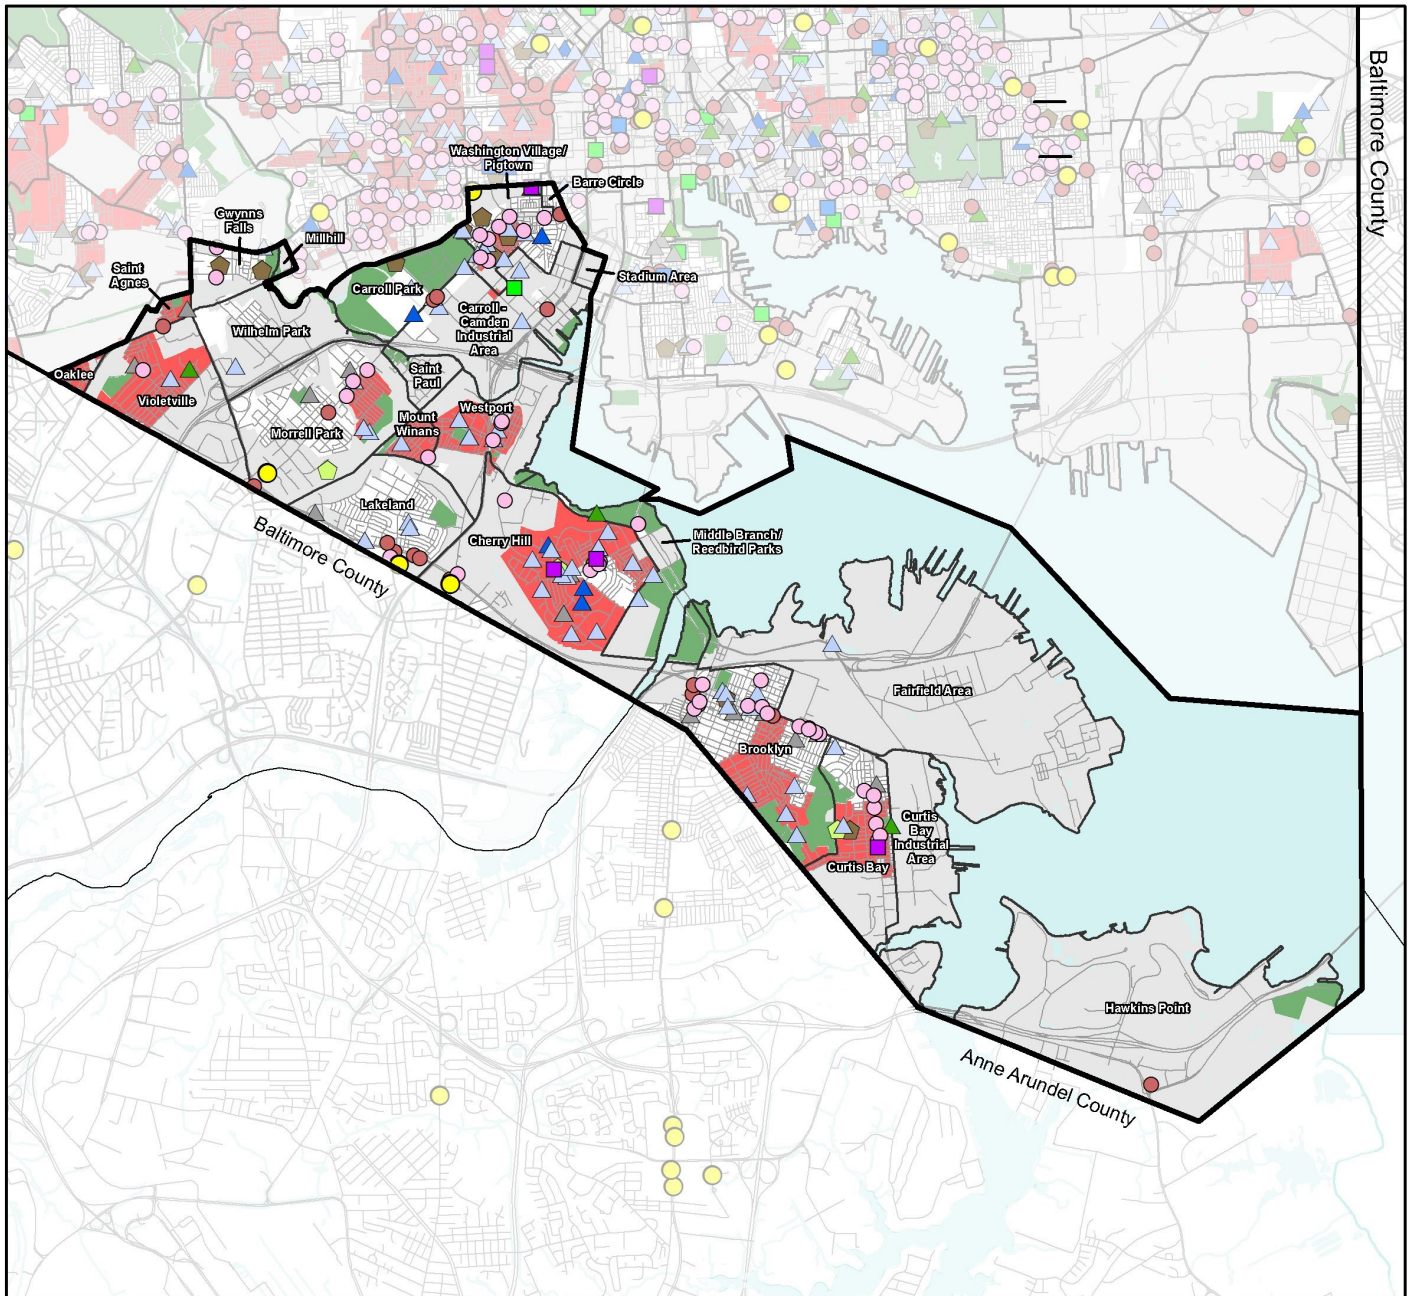 Baltimore County
Washington Village/
Pigtown
Barre Circle
Gwynns
Falls
Millhill
Saint
Agnes
Stadium Area
Carroll Park
Carroll -
Camden
Industrial
Area
Wilhelm Park
Saint
Paul
Oaklee
Violetville
Westport
Mount
Winans
Morrell Park
Lakeland
Baltimore County
Cherry Hill
Middle Branch/
Reedbird Parks
Fairfield Area
Brooklyn
Curtis
Bay
Industrial
Area
Curtis Bay
Hawkins Point
Anne Arundel County